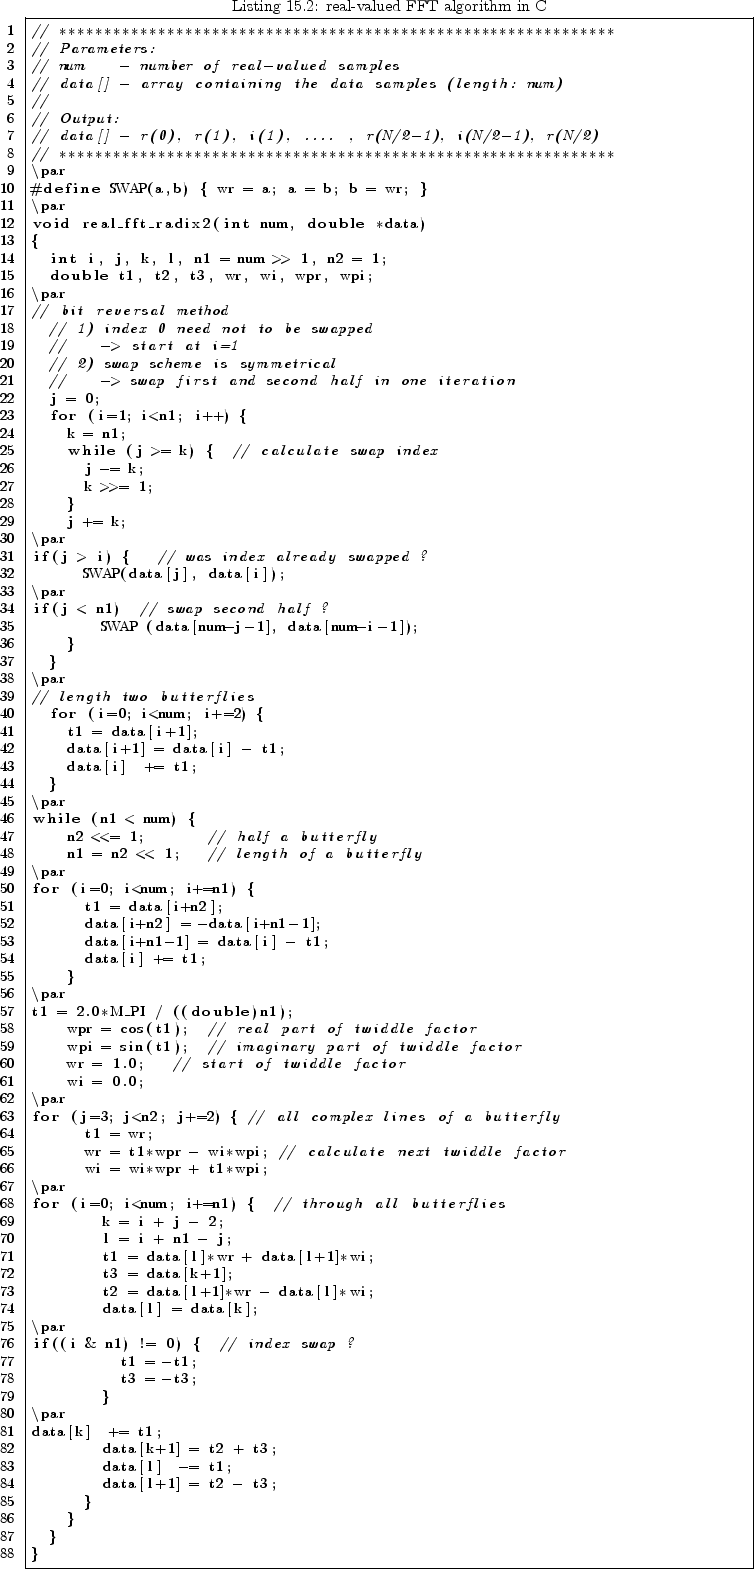 Listing 15.2: real-valued FFT algorithm in C
1 // **************************************************************
2 // Parameters:
3 // num    - number of real-valued samples
4 // data[] - array containing the data samples (length: num)
5 //
6 // Output:
7 // data[] - r(0), r(1), i(1), .... , r(N/2-1), i(N/2-1), r(N/2)
8 // **************************************************************
9 \par
10 #define SWAP(a,b) { wr = a; a = b; b = wr; }
11 \par
12 void real_fft_radix2(int num, double *data)
13 {
14   int i, j, k, l, n1 = num >> 1, n2 = 1;
15   double t1, t2, t3, wr, wi, wpr, wpi;
16 \par
17 // bit reversal method
18   // 1) index 0 need not to be swapped
19   //    -> start at i=1
20   // 2) swap scheme is symmetrical
21   //    -> swap first and second half in one iteration
22   j = 0;
23   for (i=1; i<n1; i++) {
24     k = n1;
25     while (j >= k) {  // calculate swap index
26       j -= k;
27       k >>= 1;
28     }
29     j += k;
30 \par
31 if(j > i) {   // was index already swapped ?
32       SWAP(data[j], data[i]);
33 \par
34 if(j < n1)  // swap second half ?
35         SWAP (data[num-j-1], data[num-i-1]);
36     }
37   }
38 \par
39 // length two butterflies
40   for (i=0; i<num; i+=2) {
41     t1 = data[i+1];
42     data[i+1] = data[i] - t1;
43     data[i]  += t1;
44   }
45 \par
46 while (n1 < num) {
47     n2 <<= 1;       // half a butterfly
48     n1 = n2 << 1;   // length of a butterfly
49 \par
50 for (i=0; i<num; i+=n1) {
51       t1 = data[i+n2];
52       data[i+n2] = -data[i+n1-1];
53       data[i+n1-1] = data[i] - t1;
54       data[i] += t1;
55     }
56 \par
57 t1 = 2.0*M_PI / ((double)n1);
58     wpr = cos(t1);  // real part of twiddle factor
59     wpi = sin(t1);  // imaginary part of twiddle factor
60     wr = 1.0;   // start of twiddle factor
61     wi = 0.0;
62 \par
63 for (j=3; j<n2; j+=2) { // all complex lines of a butterfly
64       t1 = wr;
65       wr = t1*wpr - wi*wpi; // calculate next twiddle factor
66       wi = wi*wpr + t1*wpi;
67 \par
68 for (i=0; i<num; i+=n1) {  // through all butterflies
69         k = i + j - 2;
70         l = i + n1 - j;
71         t1 = data[l]*wr + data[l+1]*wi;
72         t3 = data[k+1];
73         t2 = data[l+1]*wr - data[l]*wi;
74         data[l] = data[k];
75 \par
76 if((i & n1) != 0) {  // index swap ?
77           t1 = -t1;
78           t3 = -t3;
79         }
80 \par
81 data[k]  += t1;
82         data[k+1] = t2 + t3;
83         data[l]  -= t1;
84         data[l+1] = t2 - t3;
85       }
86     }
87   }
88 }